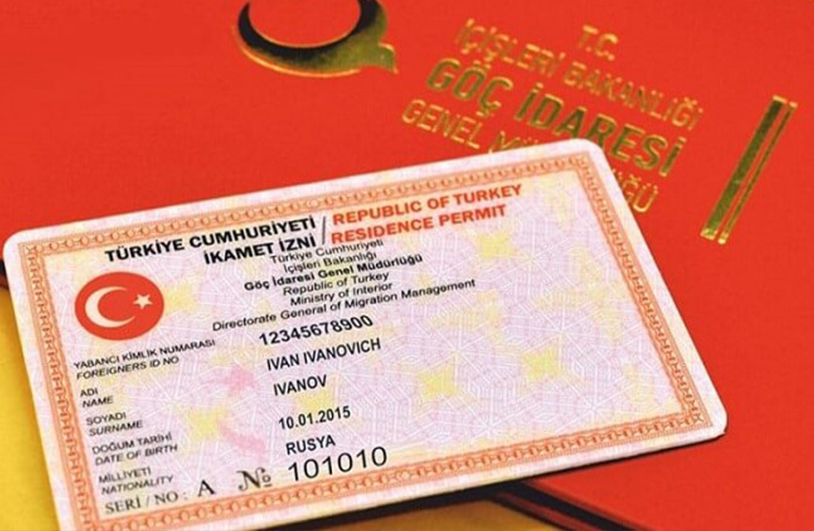 T.C.
İÇİŞLERİ BAKANLIĞI
GÖÇ İDARESİ
GENEL
TÜRKİYE CUMHURİYETİ / REPUBLIC OF TURKEY
İKAMET İZNİ / RESIDENCE PERMIT
Türkiye Cumhuriyeti
İçişleri Bakanlığı
Göç İdaresi Genel Müdürlüğü
Republic of Turkey
Ministry of Interior
Directorate General of Migration Management
YABANCI KİMLİK NUMARASI 12345678900
FOREIGNERS ID NO
ADI IVAN IVANOVICH
NAME
SOYADI IVANOV
SURNAME
DOĞUM TARİHİ 10.01.2015
DATE OF BIRTH
MİLLİYETİ RUSYA
NATIONALITY
SERİ / NO : A № 101010